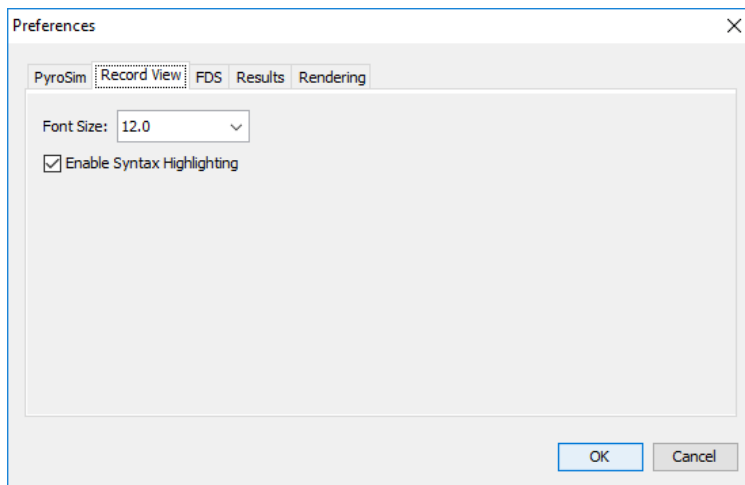 Preferences
PyroSim Record View FDS Results Rendering
Font Size: 12.0
Enable Syntax Highlighting
OK Cancel